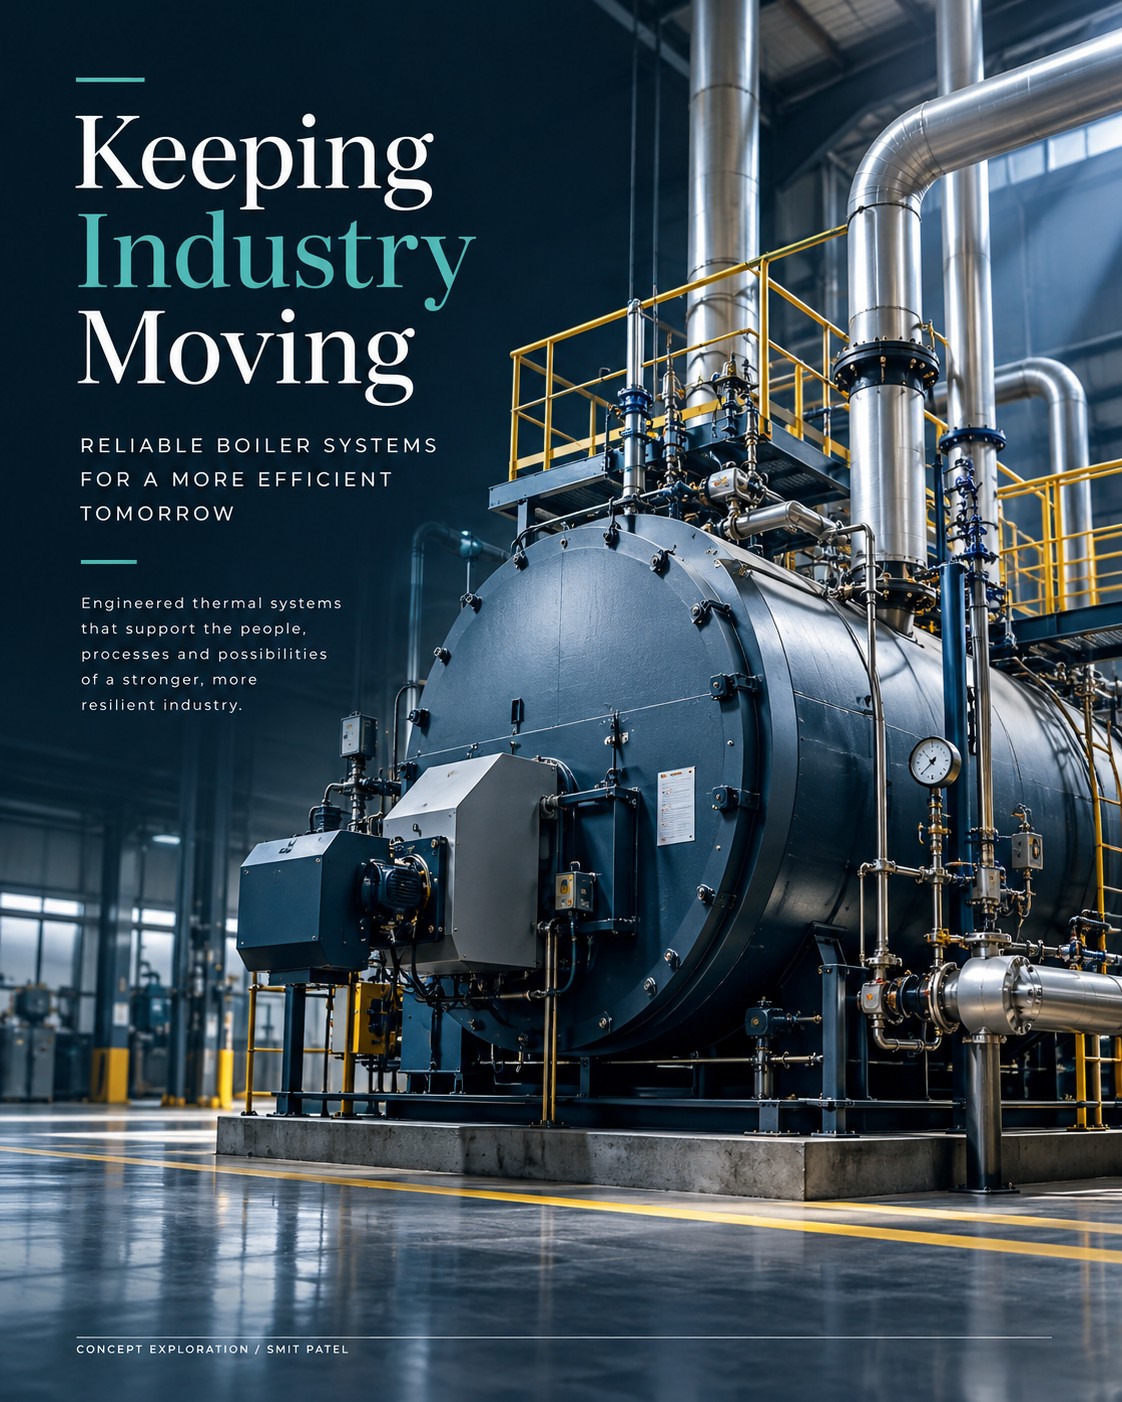 Keeping
Industry
Moving
RELIABLE BOILER SYSTEMS
FOR A MORE EFFICIENT
TOMORROW
Engineered thermal systems
that support the people,
processes and possibilities
of a stronger, more
resilient industry.
CONCEPT EXPLORATION / SMIT PATEL